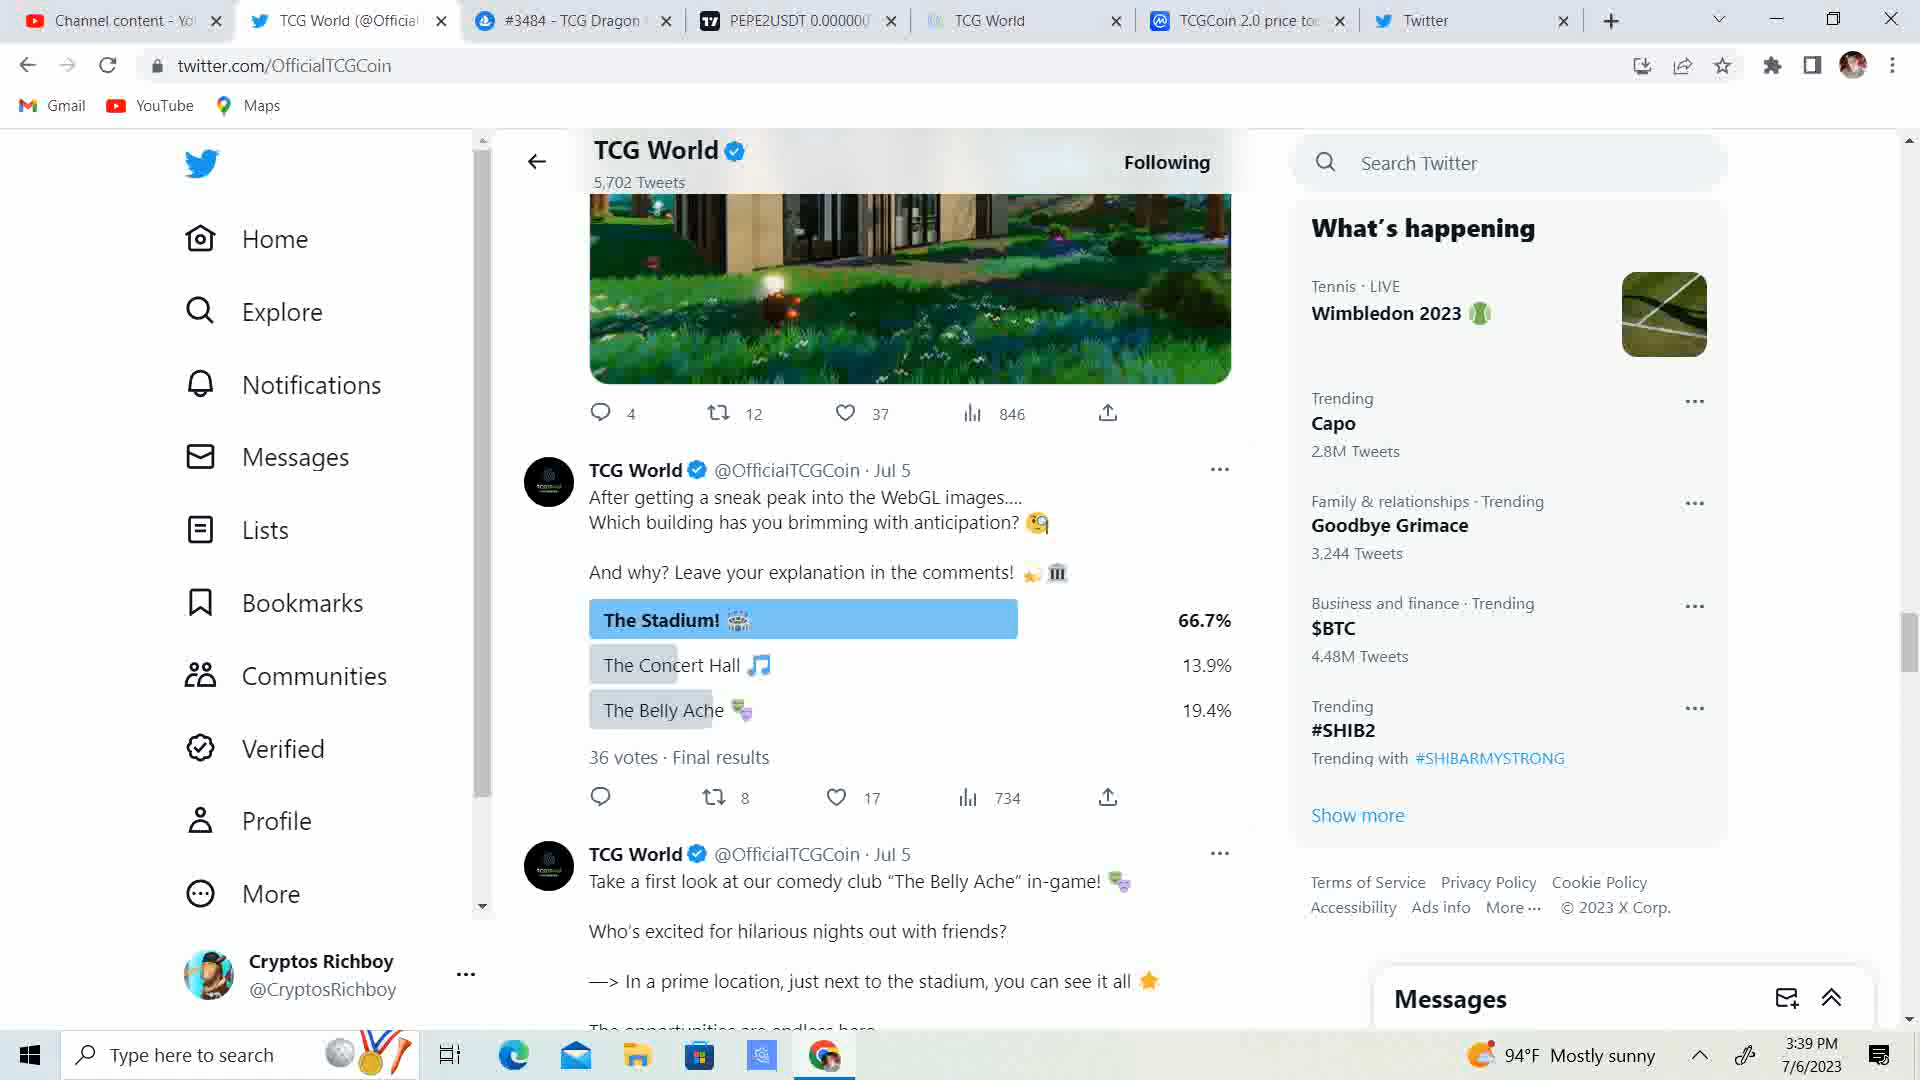 Channel content - Yo
TCG World (@Official
#3484 - TCG Dragon
PEPE2USDT 0.000000
TCG World
TCGCoin 2.0 price to
Twitter
twitter.com/OfficialTCGCoin
Gmail
YouTube
Maps
TCG World
5,702 Tweets
Following
Home
Explore
Notifications
Messages
Lists
Bookmarks
Communities
Verified
Profile
More
Cryptos Richboy
@CryptosRichboy
4
12
37
846
TCG World @OfficialTCGCoin · Jul 5
After getting a sneak peak into the WebGL images....
Which building has you brimming with anticipation? 🧐
And why? Leave your explanation in the comments! 💫🏛️
The Stadium! 🏟️ 66.7%
The Concert Hall 🎵 13.9%
The Belly Ache 🎭 19.4%
36 votes · Final results
8
17
734
TCG World @OfficialTCGCoin · Jul 5
Take a first look at our comedy club “The Belly Ache” in-game! 🎭
Who's excited for hilarious nights out with friends?
—> In a prime location, just next to the stadium, you can see it all ⭐
The opportunities are endless here
Search Twitter
What's happening
Tennis · LIVE
Wimbledon 2023
Trending
Capo
2.8M Tweets
Family & relationships · Trending
Goodbye Grimace
3,244 Tweets
Business and finance · Trending
$BTC
4.48M Tweets
Trending
#SHIB2
Trending with #SHIBARMYSTRONG
Show more
Terms of Service Privacy Policy Cookie Policy
Accessibility Ads info More ··· © 2023 X Corp.
Messages
Type here to search
94°F Mostly sunny
3:39 PM
7/6/2023